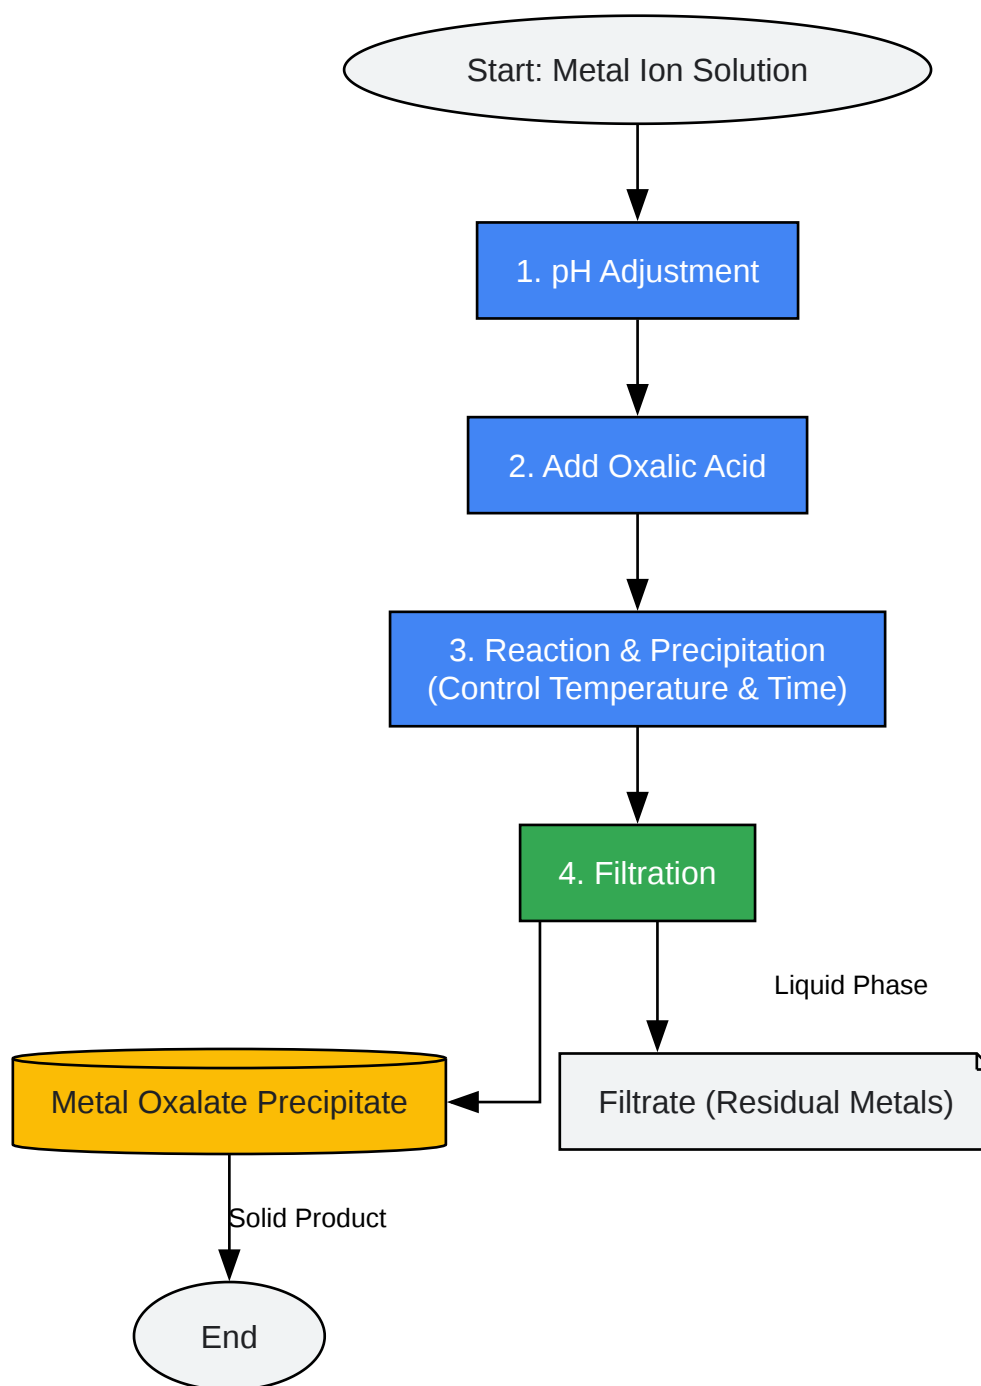 Start: Metal Ion Solution
1. pH Adjustment
2. Add Oxalic Acid
3. Reaction & Precipitation
(Control Temperature & Time)
4. Filtration
Liquid Phase
Metal Oxalate Precipitate
Filtrate (Residual Metals)
Solid Product
End